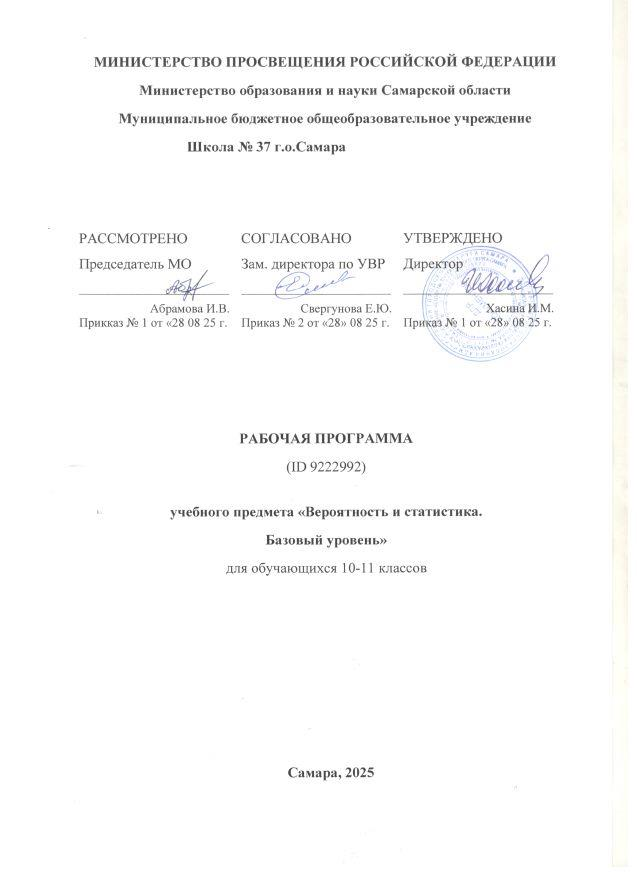 МИНИСТЕРСТВО ПРОСВЕЩЕНИЯ РОССИЙСКОЙ ФЕДЕРАЦИИ
Министерство образования и науки Самарской области
Муниципальное бюджетное общеобразовательное учреждение
Школа № 37 г.о.Самара
РАССМОТРЕНО СОГЛАСОВАНО УТВЕРЖДЕНО
Председатель МО Зам. директора по УВР Директор
Абрамова И.В. Свергунова Е.Ю. Хасина И.М.
Прикказ № 1 от «28 08 25 г. Приказ № 2 от «28» 08 25 г. Приказ № 1 от «28» 08 25 г.
РАБОЧАЯ ПРОГРАММА
(ID 9222992)
учебного предмета «Вероятность и статистика.
Базовый уровень»
для обучающихся 10-11 классов
Самара, 2025